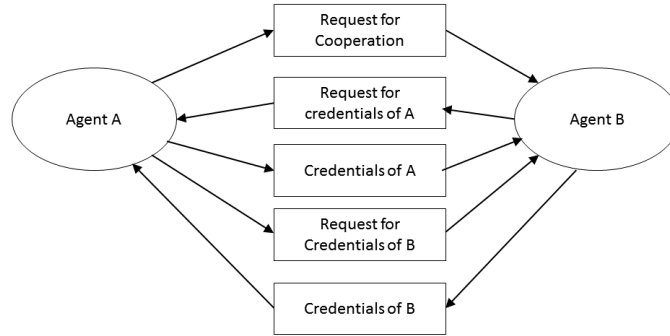 Request for
Cooperation
Request for
credentials of A
Agent A
Agent B
Credentials of A
Request for
Credentials of B
Credentials of B